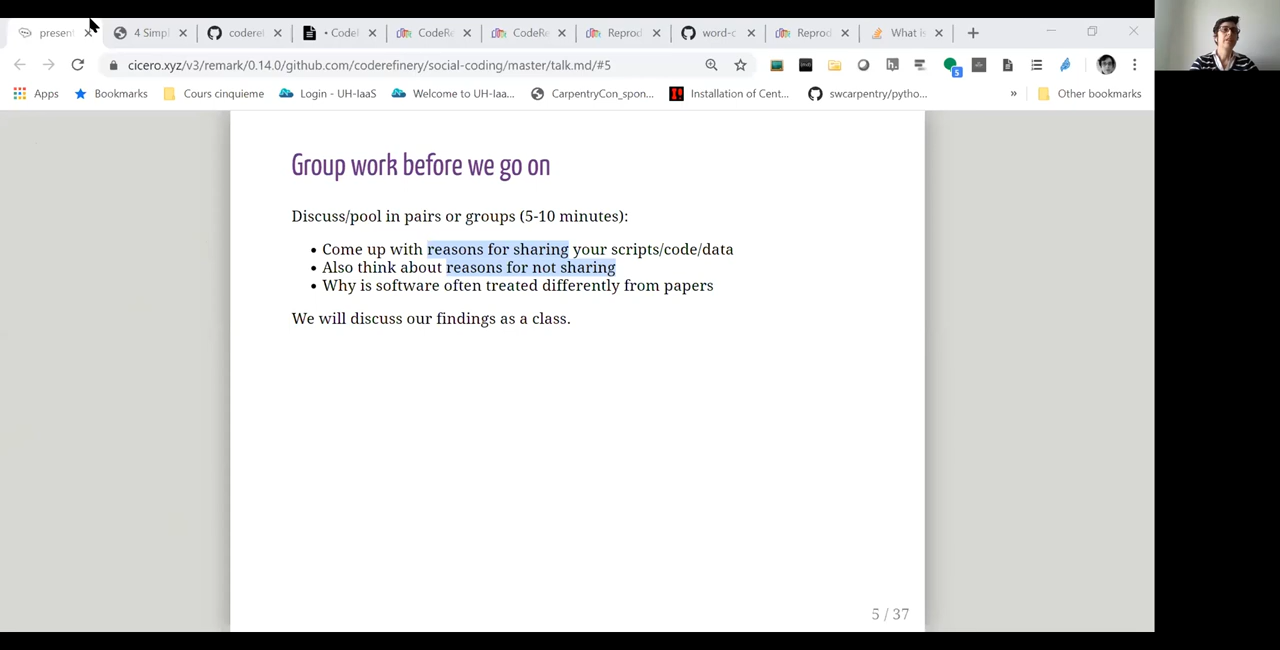 present
4 Simpl
coderel
• Codel
CodeRe
CodeRe
Reprod
word-c
Reprod
What is
cicero.xyz/v3/remark/0.14.0/github.com/coderefinery/social-coding/master/talk.md/#5
5
Apps
Bookmarks
Cours cinquieme
Login - UH-IaaS
Welcome to UH-Iaa...
CarpentryCon_spon...
Installation of Cent...
swcarpentry/pytho...
»
Other bookmarks
Group work before we go on
Discuss/pool in pairs or groups (5-10 minutes):
• Come up with reasons for sharing your scripts/code/data
• Also think about reasons for not sharing
• Why is software often treated differently from papers
We will discuss our findings as a class.
5 / 37